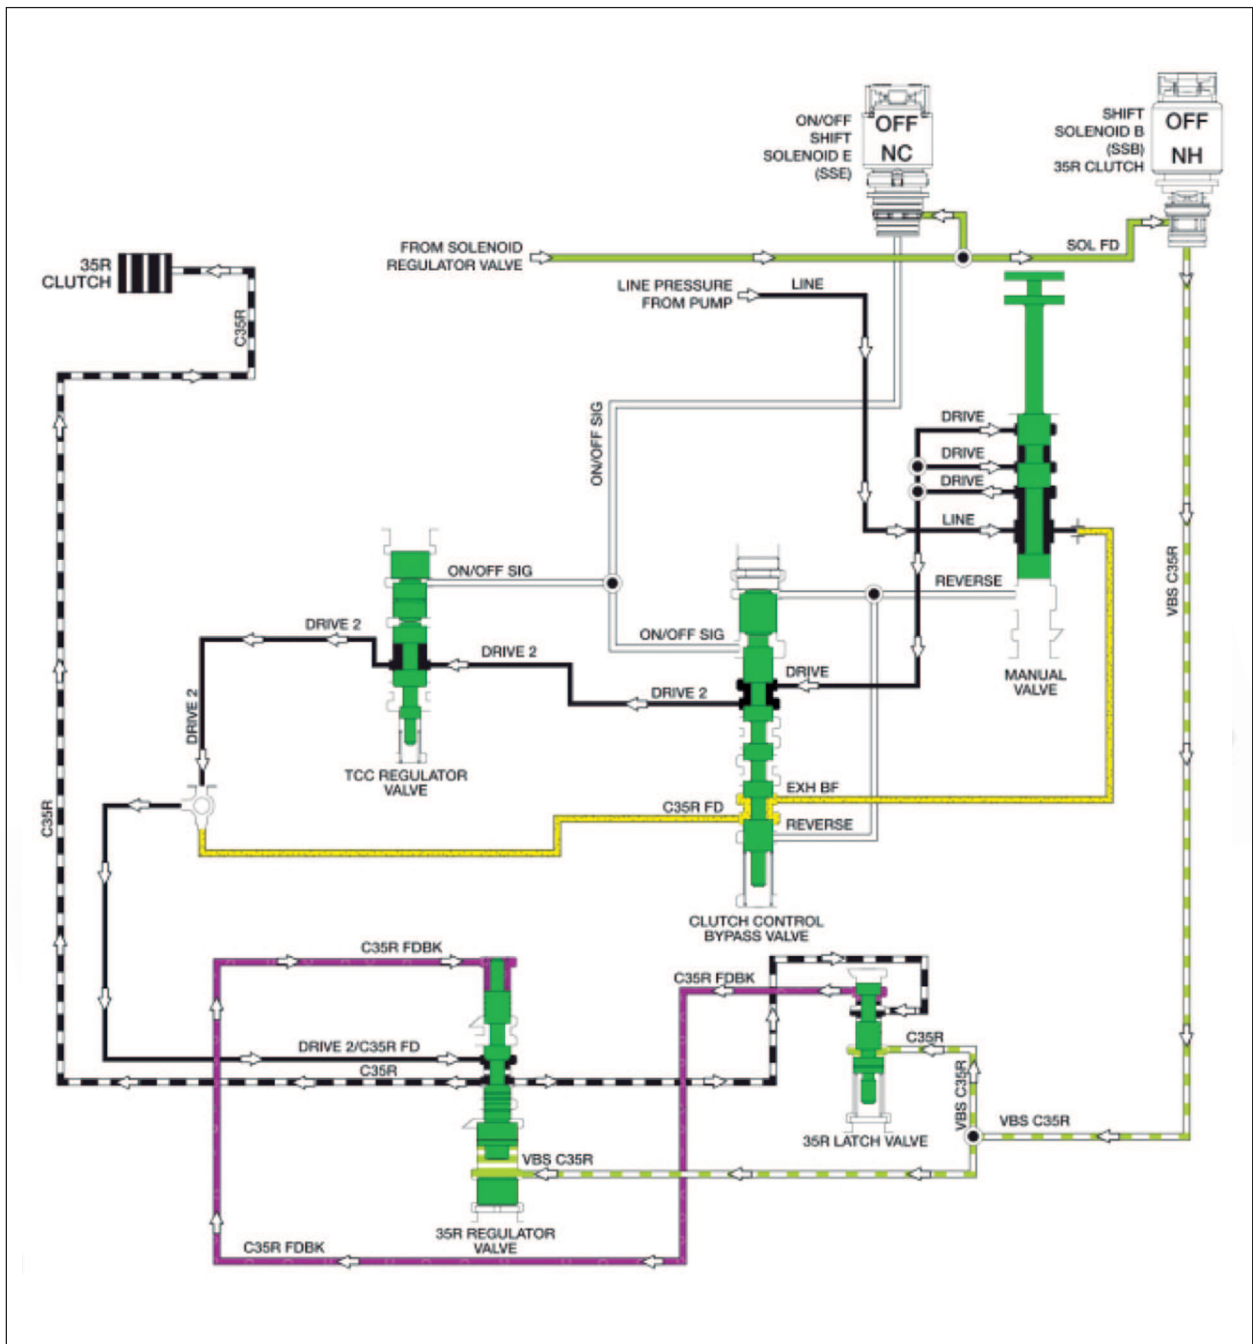 ON/OFF
SHIFT
SOLENOID E
(SSE)
OFF
NC
SHIFT
SOLENOID B
(SSB)
35R CLUTCH
OFF
NH
FROM SOLENOID
REGULATOR VALVE
SOL FD
35R
CLUTCH
LINE PRESSURE
FROM PUMP
LINE
C35R
ON/OFF SIG
DRIVE
DRIVE
DRIVE
LINE
VBS C35R
ON/OFF SIG
REVERSE
DRIVE 2
ON/OFF SIG
DRIVE 2
DRIVE
MANUAL
VALVE
DRIVE 2
DRIVE 2
TCC REGULATOR
VALVE
EXH BF
C35R FD
C35R
REVERSE
CLUTCH CONTROL
BYPASS VALVE
C35R FDBK
C35R FDBK
C35R
DRIVE 2/C35R FD
C35R
VBS C35R
VBS C35R
35R LATCH VALVE
VBS C35R
35R REGULATOR
VALVE
C35R FDBK